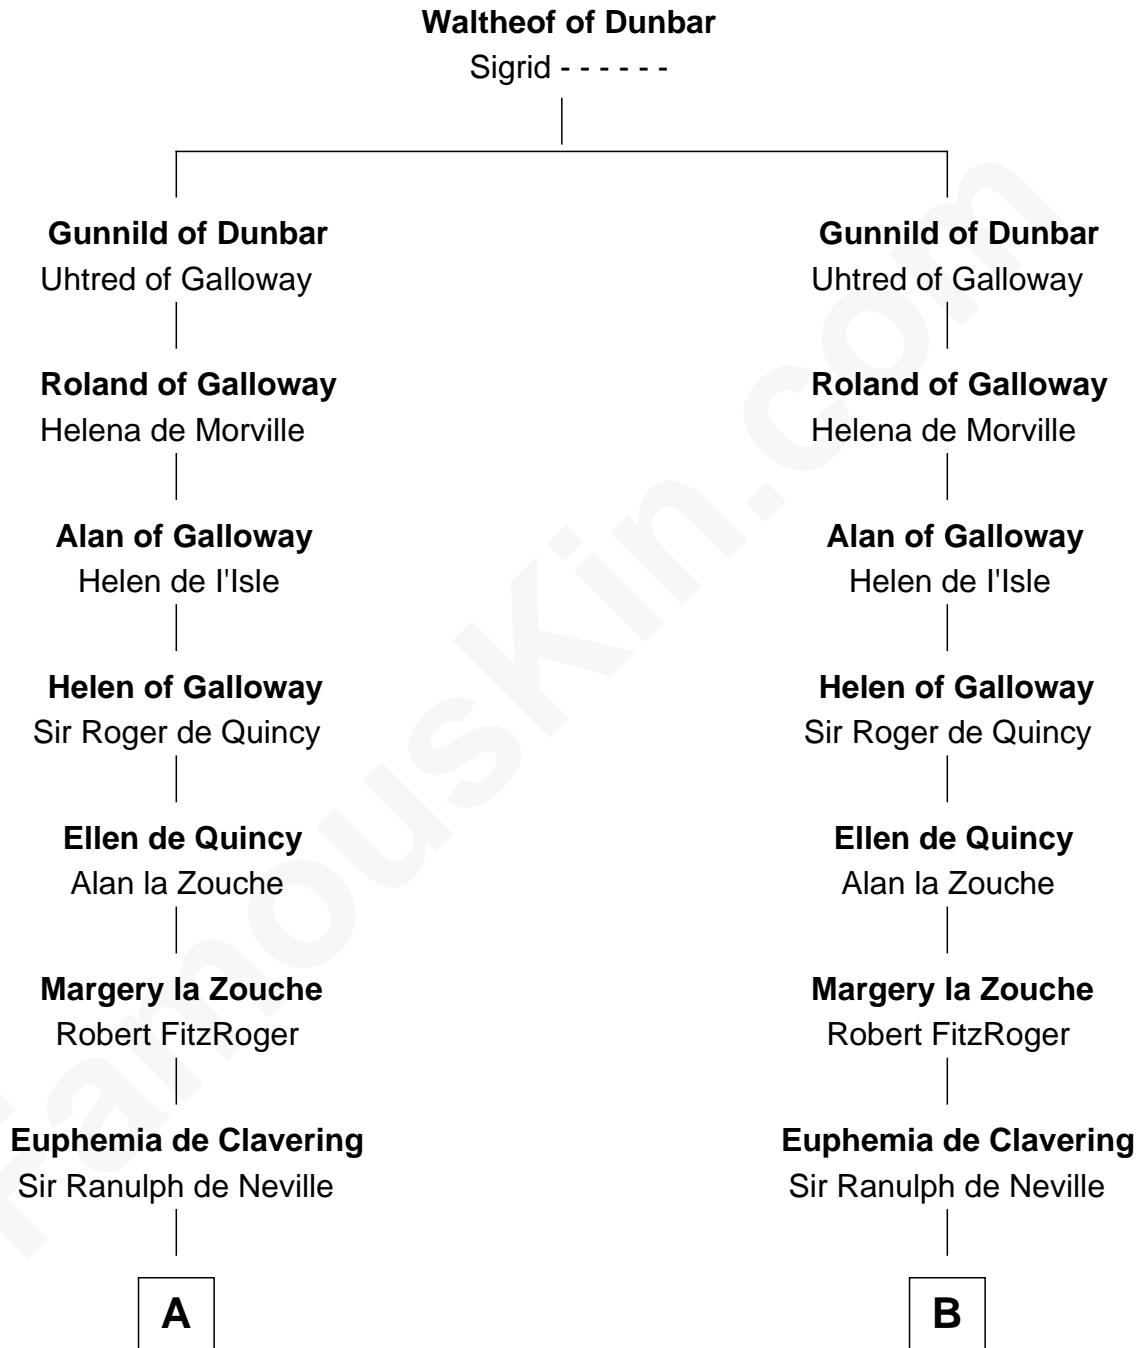 Waltheof of Dunbar
Sigrid - - - - - -
Gunnild of Dunbar
Uhtred of Galloway
Roland of Galloway
Helena de Morville
Alan of Galloway
Helen de l'Isle
Helen of Galloway
Sir Roger de Quincy
Ellen de Quincy
Alan la Zouche
Margery la Zouche
Robert FitzRoger
Euphemia de Clavering
Sir Ranulph de Neville
A
Gunnild of Dunbar
Uhtred of Galloway
Roland of Galloway
Helena de Morville
Alan of Galloway
Helen de l'Isle
Helen of Galloway
Sir Roger de Quincy
Ellen de Quincy
Alan la Zouche
Margery la Zouche
Robert FitzRoger
Euphemia de Clavering
Sir Ranulph de Neville
B
FamousKin.com